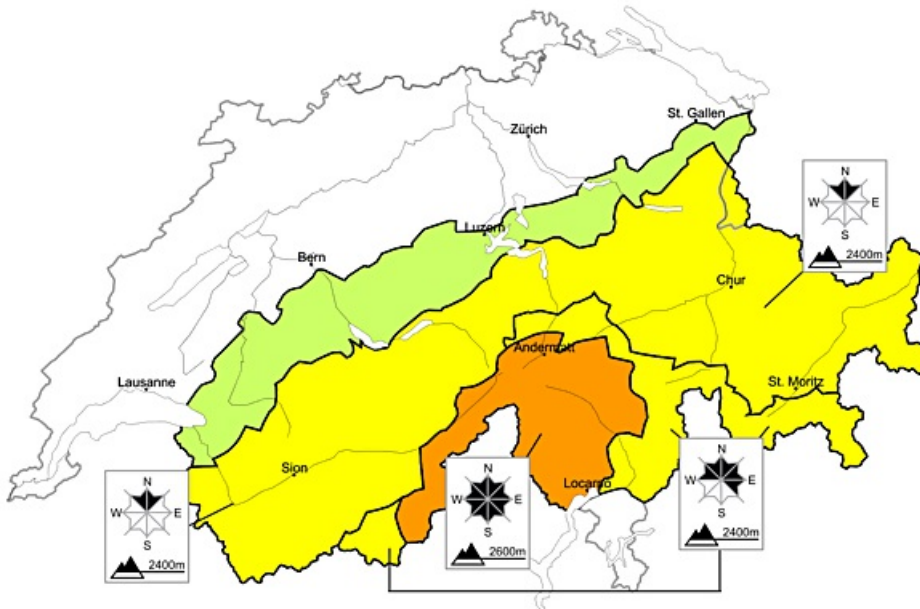 St. Gallen
Zürich
N
W E
S
2400m
Luzern
Bern
Chur
Andermatt
Lausanne
St. Moritz
Sion
Locarno
N
W E
S
2400m
N
W E
S
2600m
N
W E
S
2400m